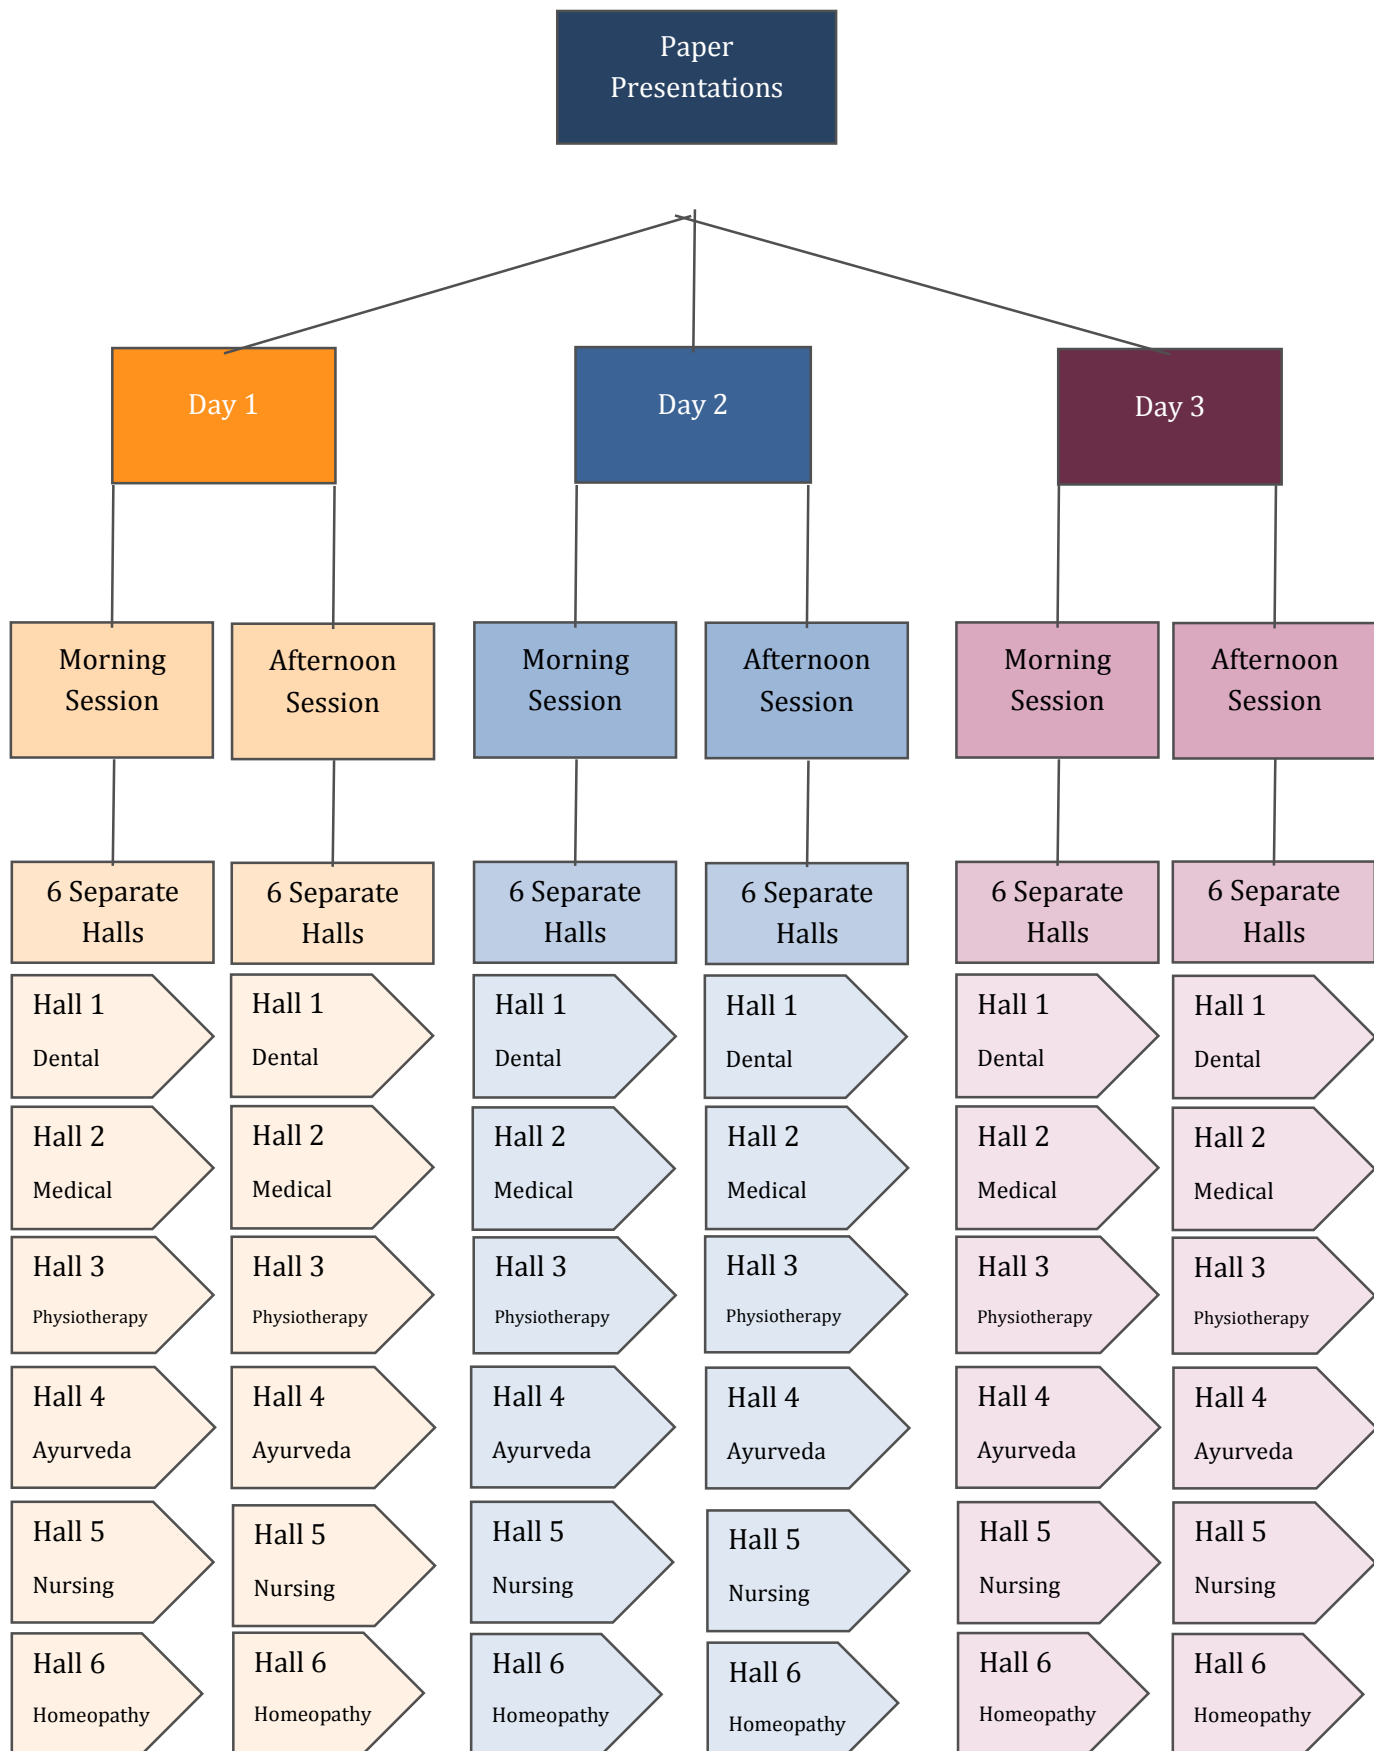 Paper
Presentations
Day 1
Day 2
Day 3
Morning
Session
Afternoon
Session
Morning
Session
Afternoon
Session
Morning
Session
Afternoon
Session
6 Separate
Halls
6 Separate
Halls
6 Separate
Halls
6 Separate
Halls
6 Separate
Halls
6 Separate
Halls
Hall 1
Dental
Hall 1
Dental
Hall 1
Dental
Hall 1
Dental
Hall 1
Dental
Hall 1
Dental
Hall 2
Medical
Hall 2
Medical
Hall 2
Medical
Hall 2
Medical
Hall 2
Medical
Hall 2
Medical
Hall 3
Physiotherapy
Hall 3
Physiotherapy
Hall 3
Physiotherapy
Hall 3
Physiotherapy
Hall 3
Physiotherapy
Hall 3
Physiotherapy
Hall 4
Ayurveda
Hall 4
Ayurveda
Hall 4
Ayurveda
Hall 4
Ayurveda
Hall 4
Ayurveda
Hall 4
Ayurveda
Hall 5
Nursing
Hall 5
Nursing
Hall 5
Nursing
Hall 5
Nursing
Hall 5
Nursing
Hall 5
Nursing
Hall 6
Homeopathy
Hall 6
Homeopathy
Hall 6
Homeopathy
Hall 6
Homeopathy
Hall 6
Homeopathy
Hall 6
Homeopathy